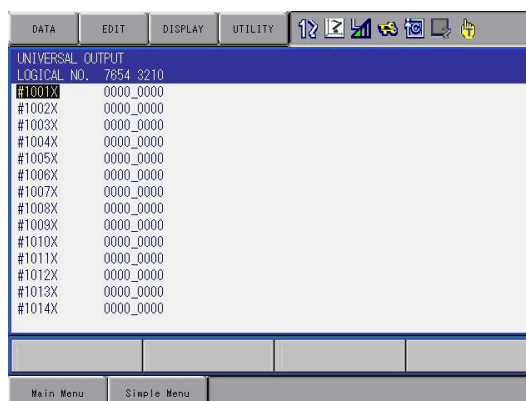 DATA EDIT DISPLAY UTILITY
UNIVERSAL OUTPUT
LOGICAL NO. 7654 3210
#1001X 0000_0000
#1002X 0000_0000
#1003X 0000_0000
#1004X 0000_0000
#1005X 0000_0000
#1006X 0000_0000
#1007X 0000_0000
#1008X 0000_0000
#1009X 0000_0000
#1010X 0000_0000
#1011X 0000_0000
#1012X 0000_0000
#1013X 0000_0000
#1014X 0000_0000
Main Menu Simple Menu